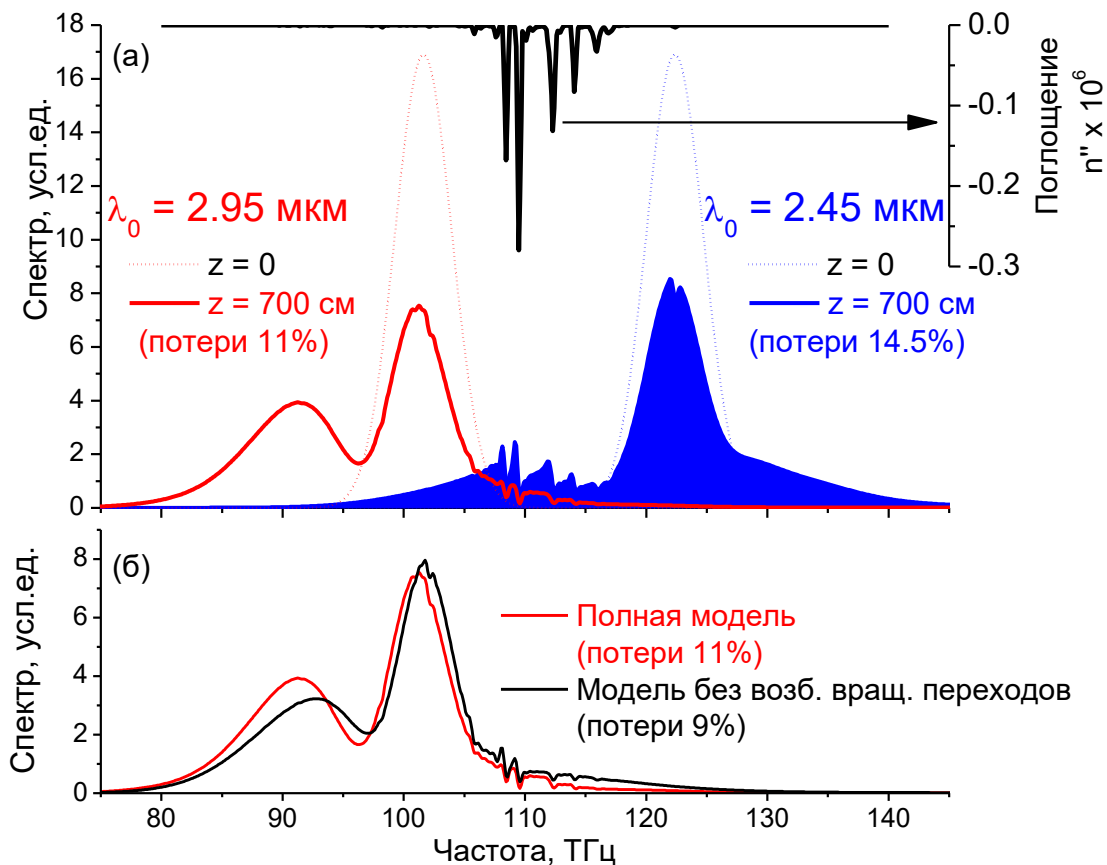 (а)
18
16
14
12
10
8
6
4
2
0
Спектр, усл.ед.
0.0
-0.1
-0.2
-0.3
Поглощение
n'' x 10⁶
λ₀ = 2.95 мкм
z = 0
z = 700 см
(потери 11%)
λ₀ = 2.45 мкм
z = 0
z = 700 см
(потери 14.5%)
(б)
8
6
4
2
0
Спектр, усл.ед.
Полная модель
(потери 11%)
Модель без возб. вращ. переходов
(потери 9%)
80 90 100 110 120 130 140
Частота, ТГц